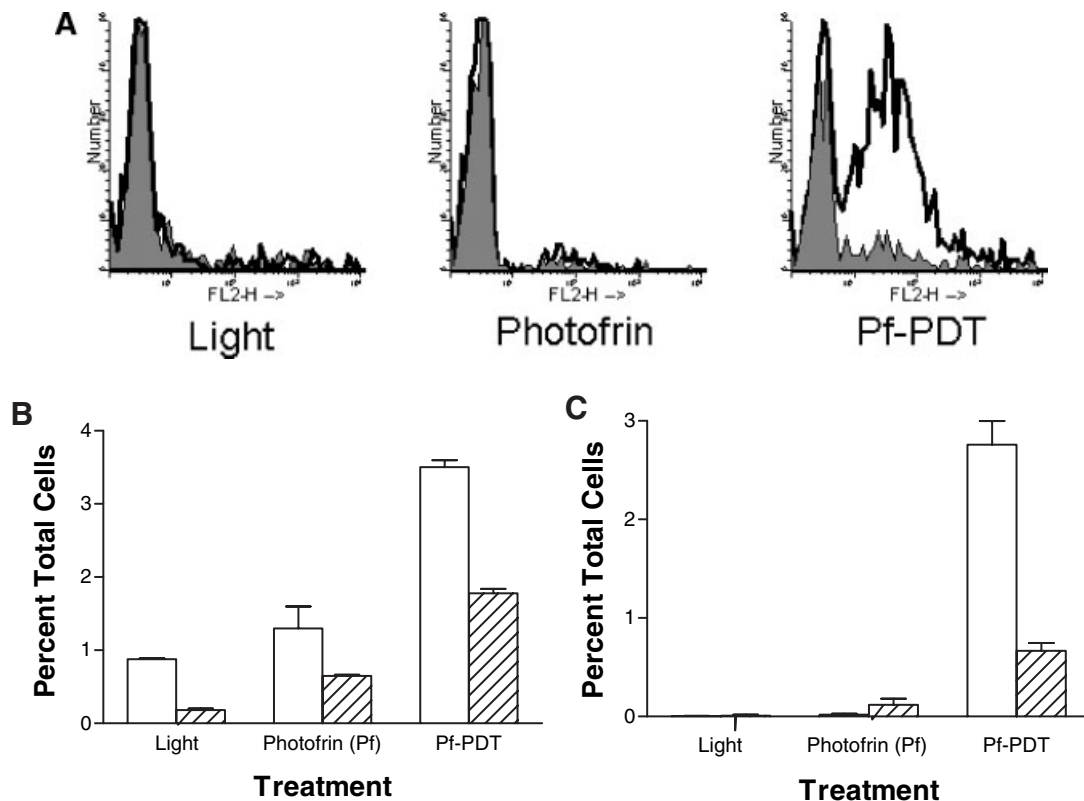 A
Number
Number
Number
FL2-H -->
FL2-H -->
FL2-H -->
Light
Photofrin
Pf-PDT
B
Percent Total Cells
4
3
2
1
0
Light
Photofrin (Pf)
Pf-PDT
Treatment
C
Percent Total Cells
3
2
1
0
Light
Photofrin (Pf)
Pf-PDT
Treatment